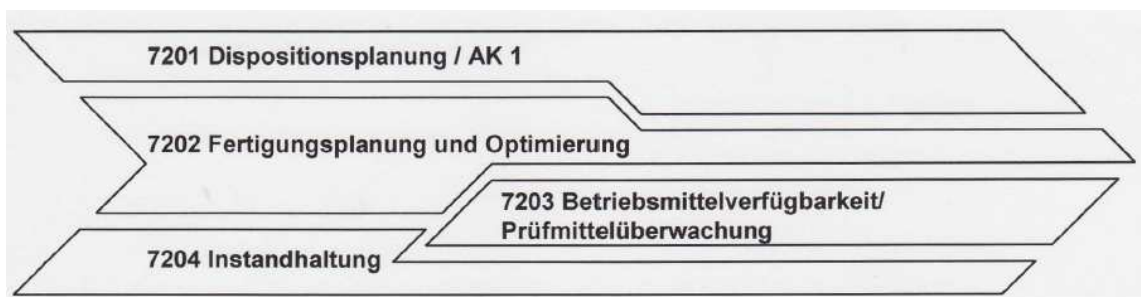 7201 Dispositionsplanung / AK 1
7202 Fertigungsplanung und Optimierung
7203 Betriebsmittelverfügbarkeit/
Prüfmittelüberwachung
7204 Instandhaltung